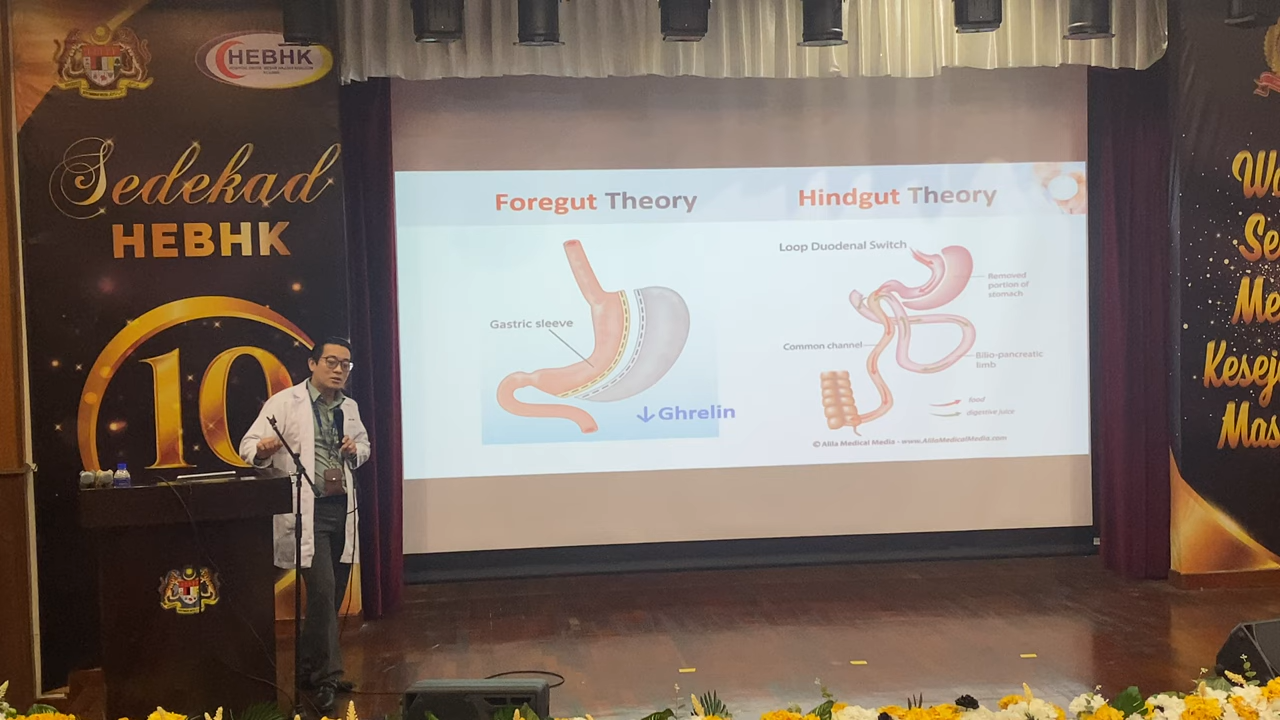 HEBHK
Sedekad
HEBHK
10
Foregut Theory
Gastric sleeve
↓ Ghrelin
Hindgut Theory
Loop Duodenal Switch
Removed
portion of
stomach
Common channel
Bilio-pancreatic
limb
food
digestive juice
© Alila Medical Media - www.AlilaMedicalMedia.com
W
Se
Me
Kesej
Mas